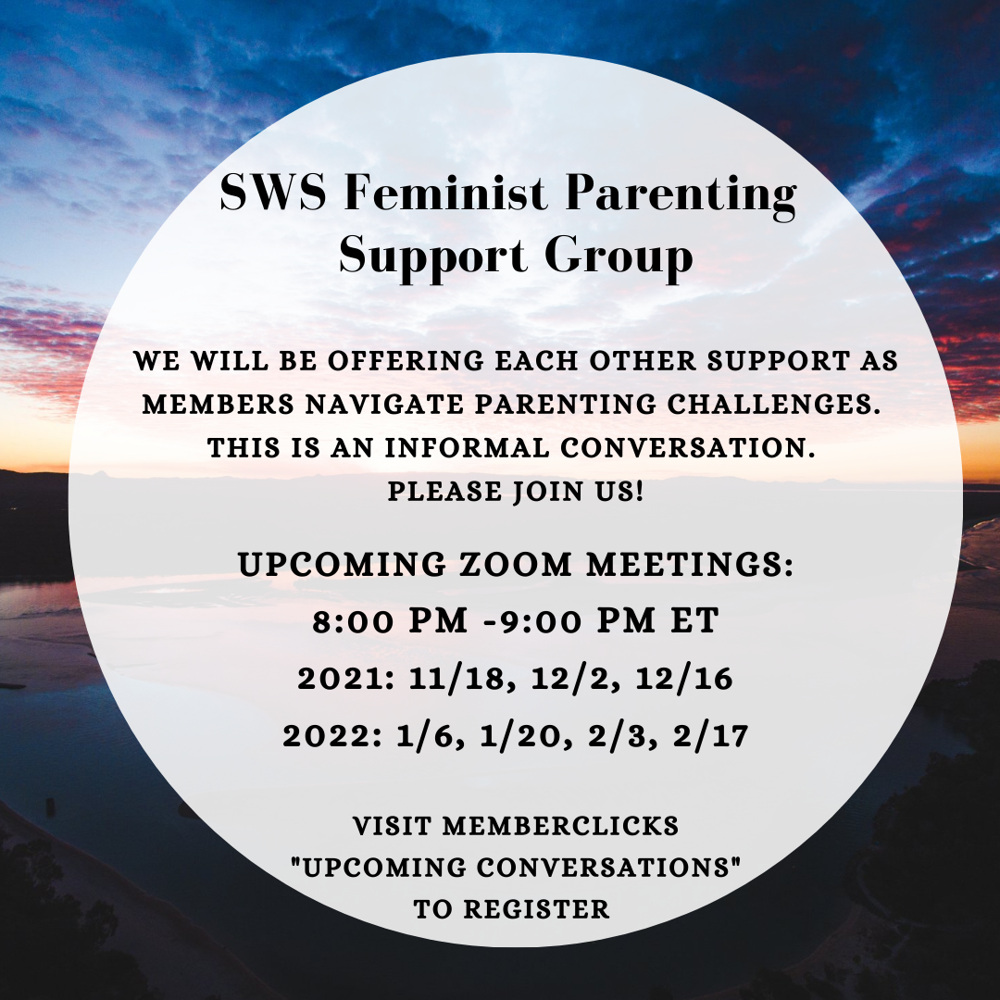 SWS Feminist Parenting
Support Group
WE WILL BE OFFERING EACH OTHER SUPPORT AS
MEMBERS NAVIGATE PARENTING CHALLENGES.
THIS IS AN INFORMAL CONVERSATION.
PLEASE JOIN US!
UPCOMING ZOOM MEETINGS:
8:00 PM -9:00 PM ET
2021: 11/18, 12/2, 12/16
2022: 1/6, 1/20, 2/3, 2/17
VISIT MEMBERCLICKS
"UPCOMING CONVERSATIONS"
TO REGISTER